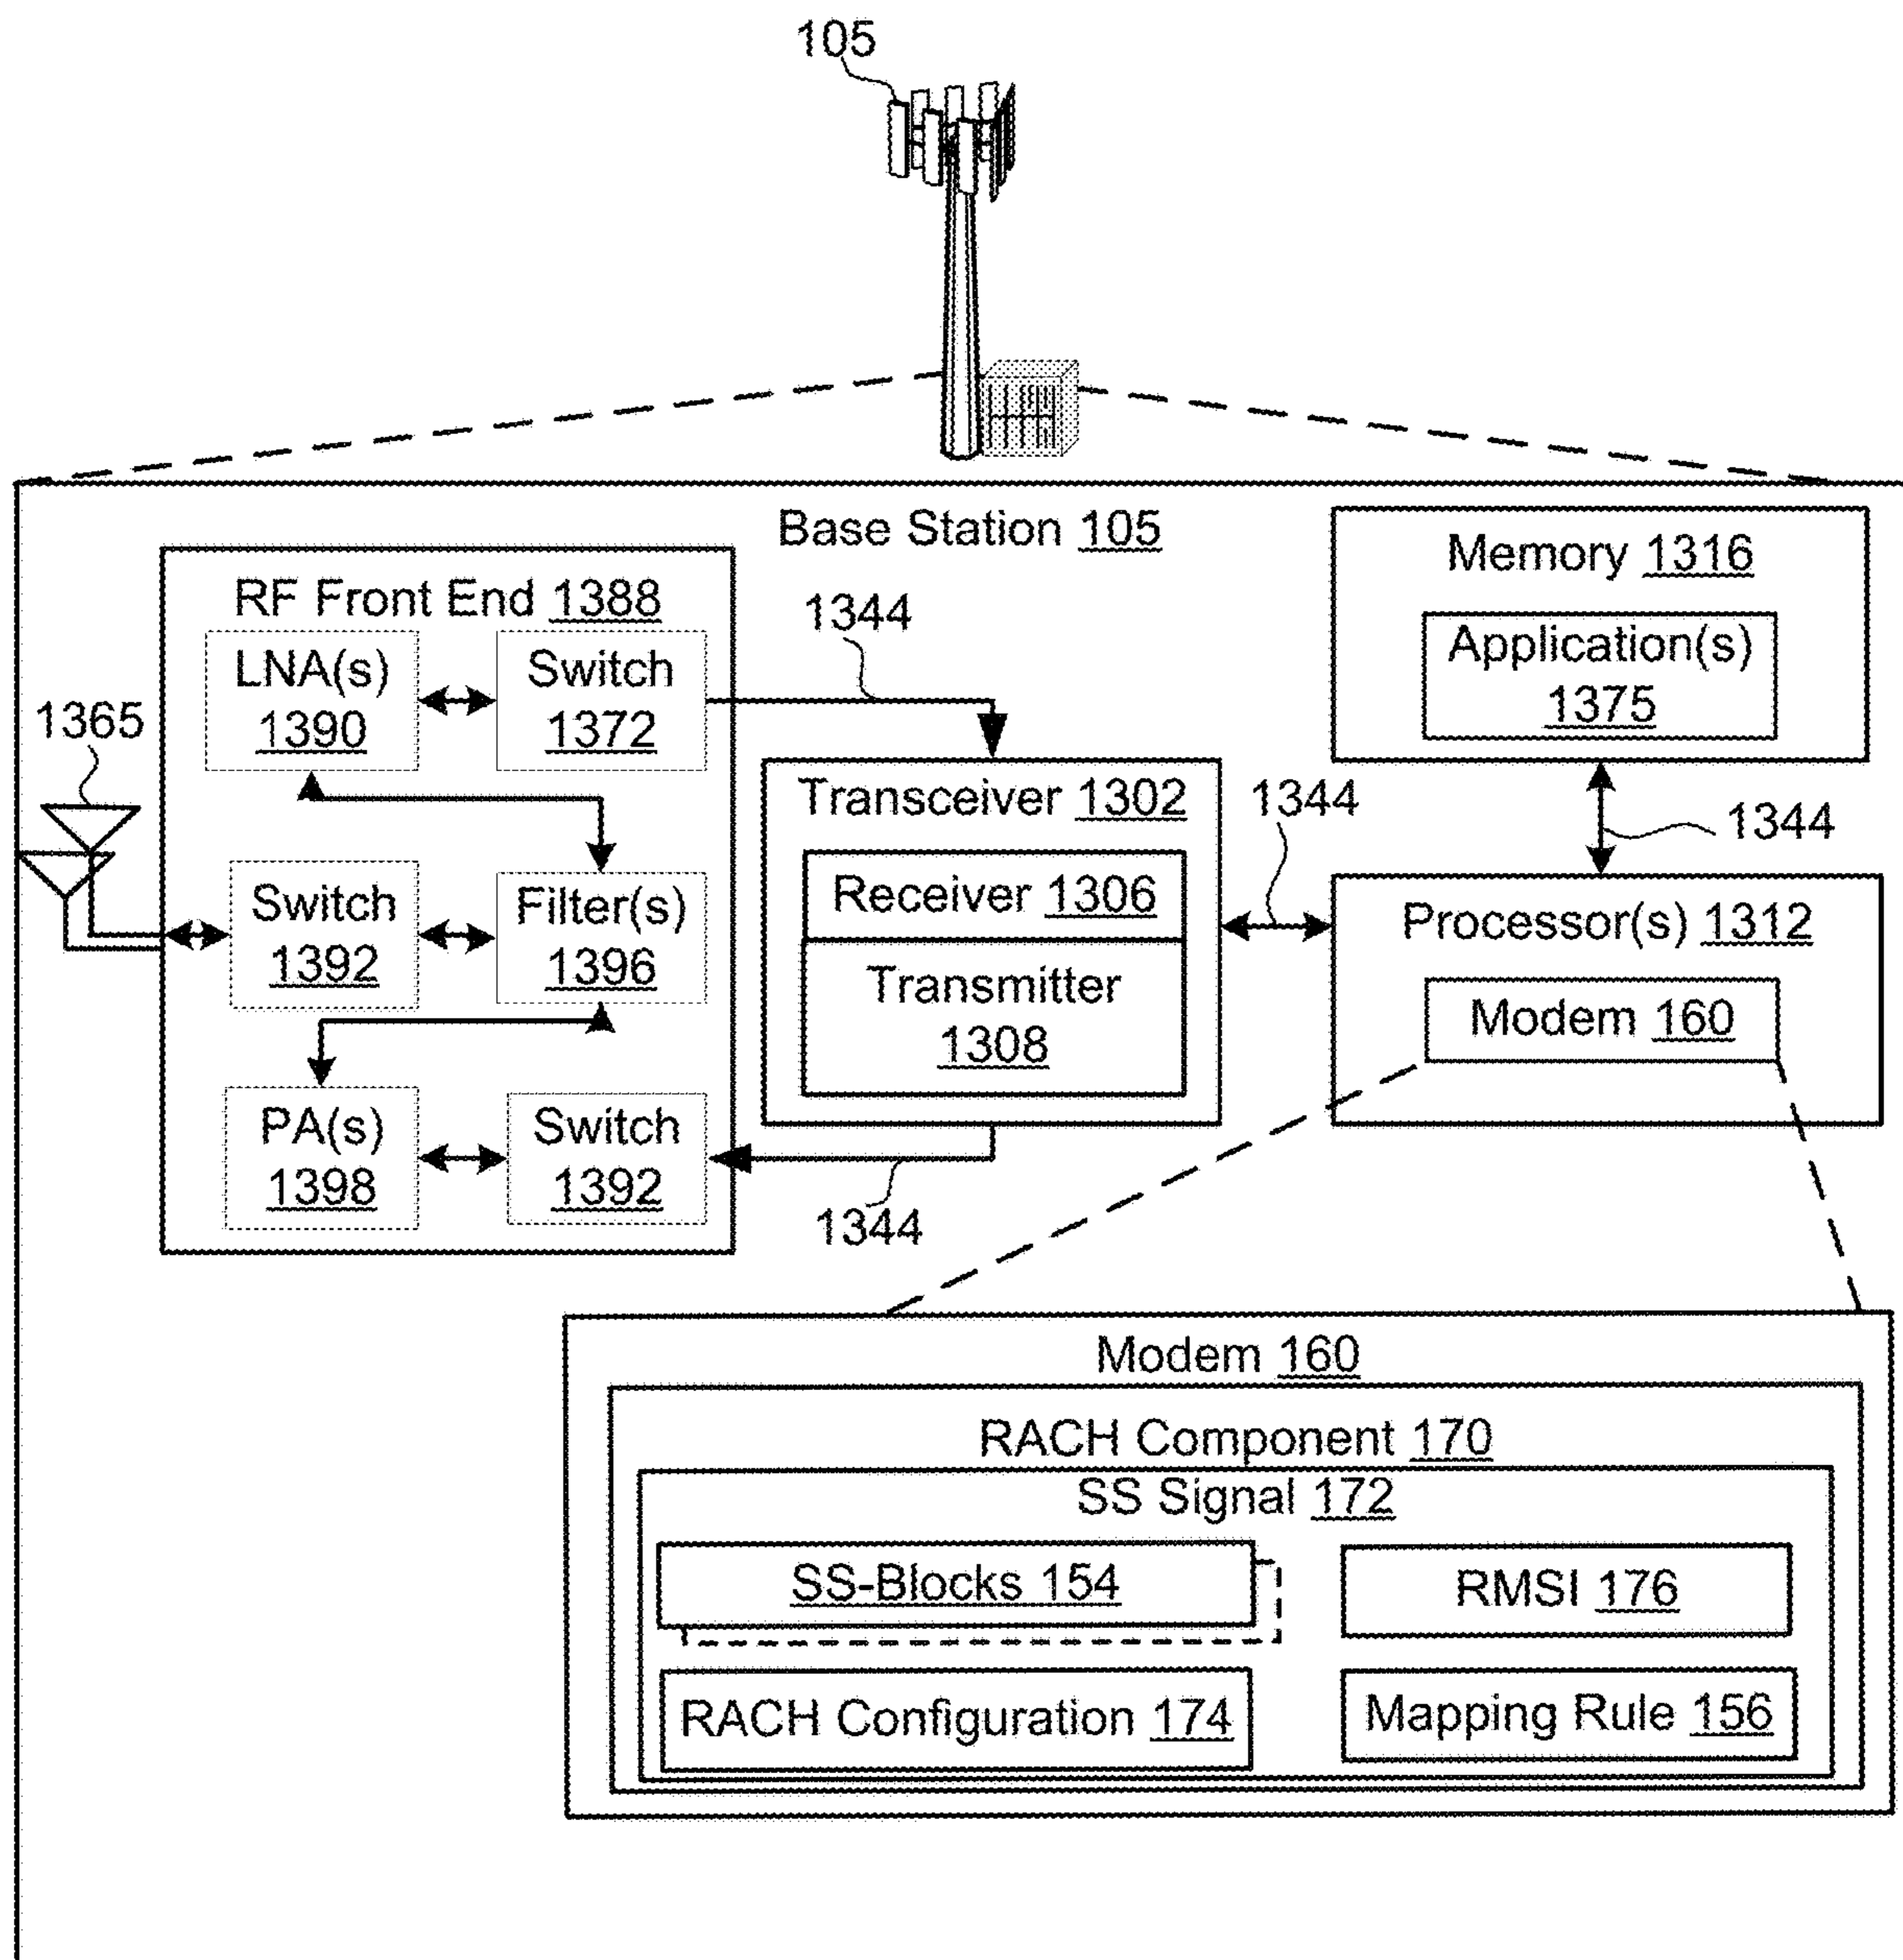 105
Base Station 105
RF Front End 1388
LNA(s)
1390
Switch
1372
1365
Switch
1392
Filter(s)
1396
PA(s)
1398
Switch
1392
1344
Transceiver 1302
Receiver 1306
Transmitter
1308
1344
1344
Memory 1316
Application(s)
1375
1344
Processor(s) 1312
Modem 160
Modem 160
RACH Component 170
SS Signal 172
SS-Blocks 154
RMSI 176
RACH Configuration 174
Mapping Rule 156